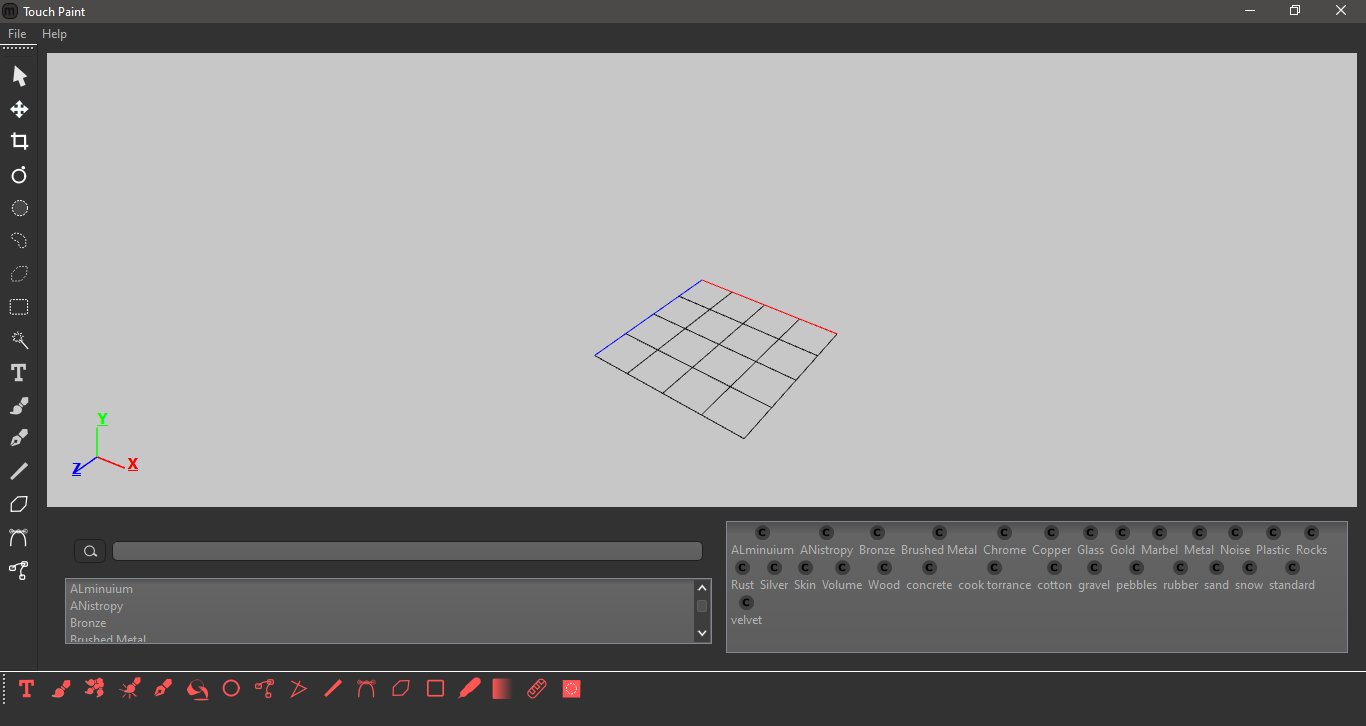 Touch Paint
File Help
Y
Z X
ALminuium ANistropy Bronze Brushed Metal Chrome Copper Glass Gold Marbel Metal Noise Plastic Rocks
Rust Silver Skin Volume Wood concrete cook torrance cotton gravel pebbles rubber sand snow standard
velvet
ALminuium
ANistropy
Bronze
Brushed Metal